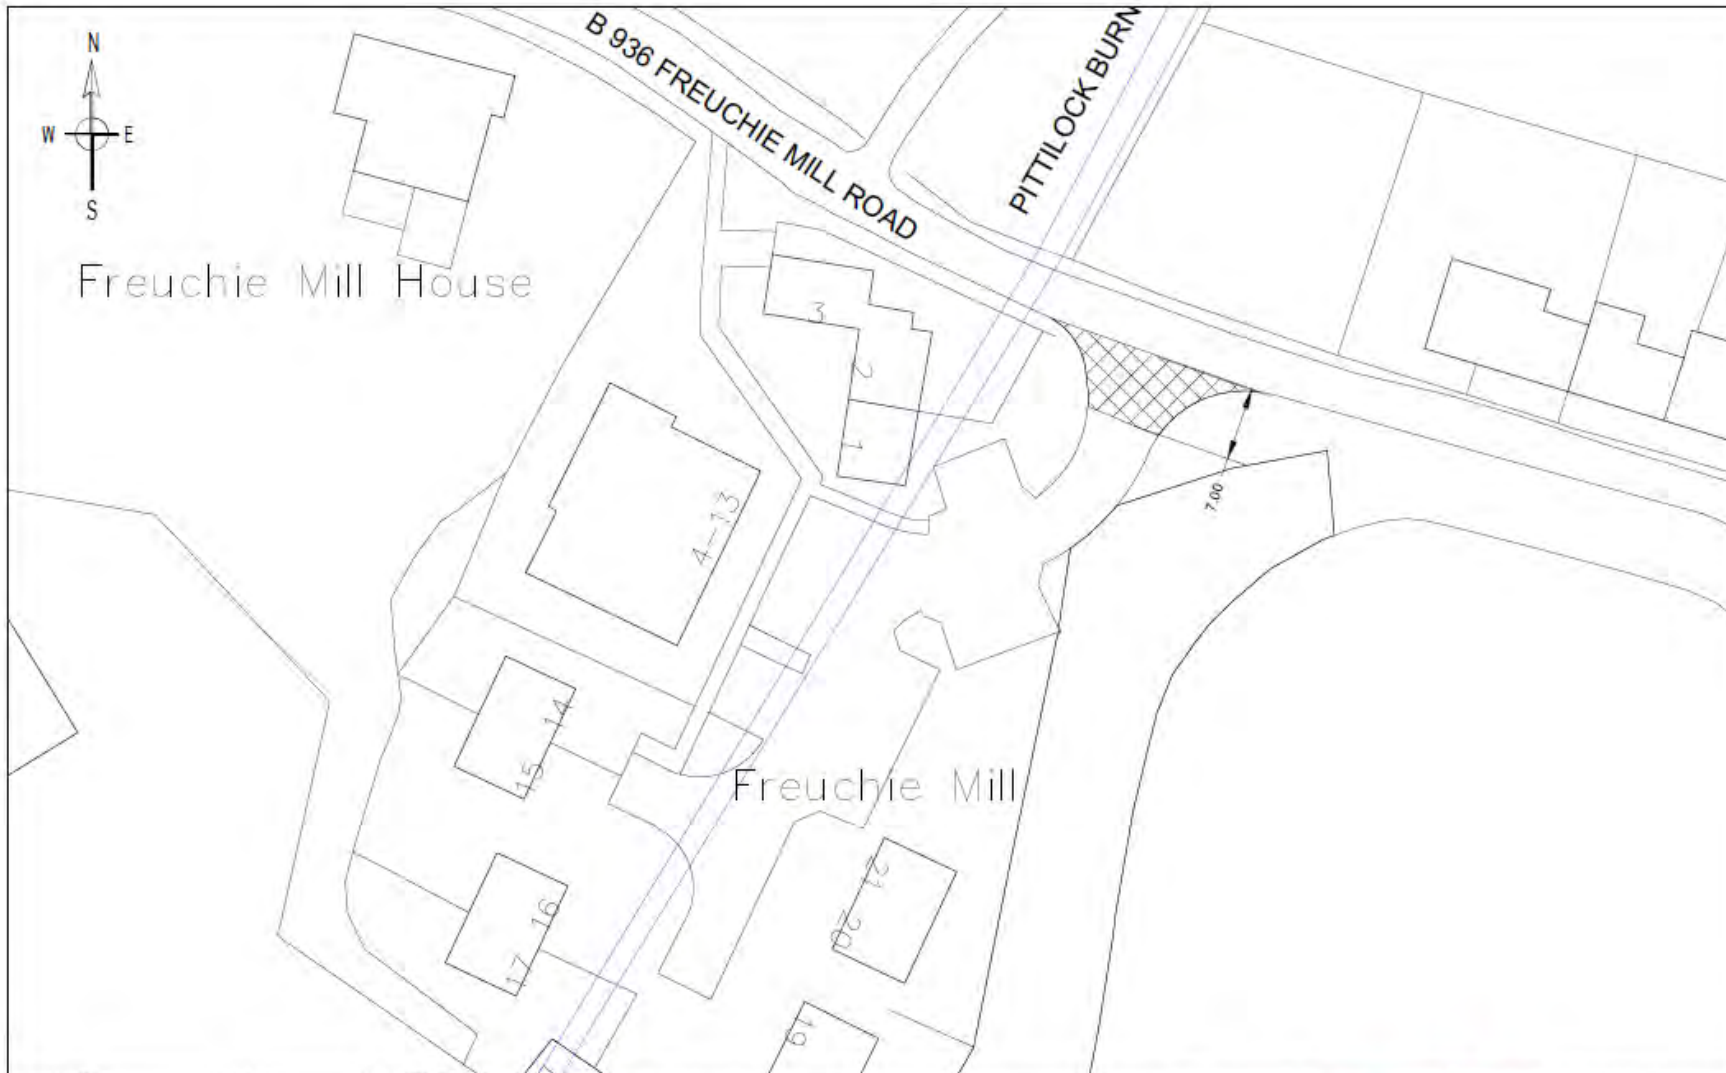 N
W E
S
B 936 FREUCHIE MILL ROAD
PITTILOCK BURN
Freuchie Mill House
3
2
1
7.00
4-13
14
15
Freuchie Mill
21
20
16
17
19